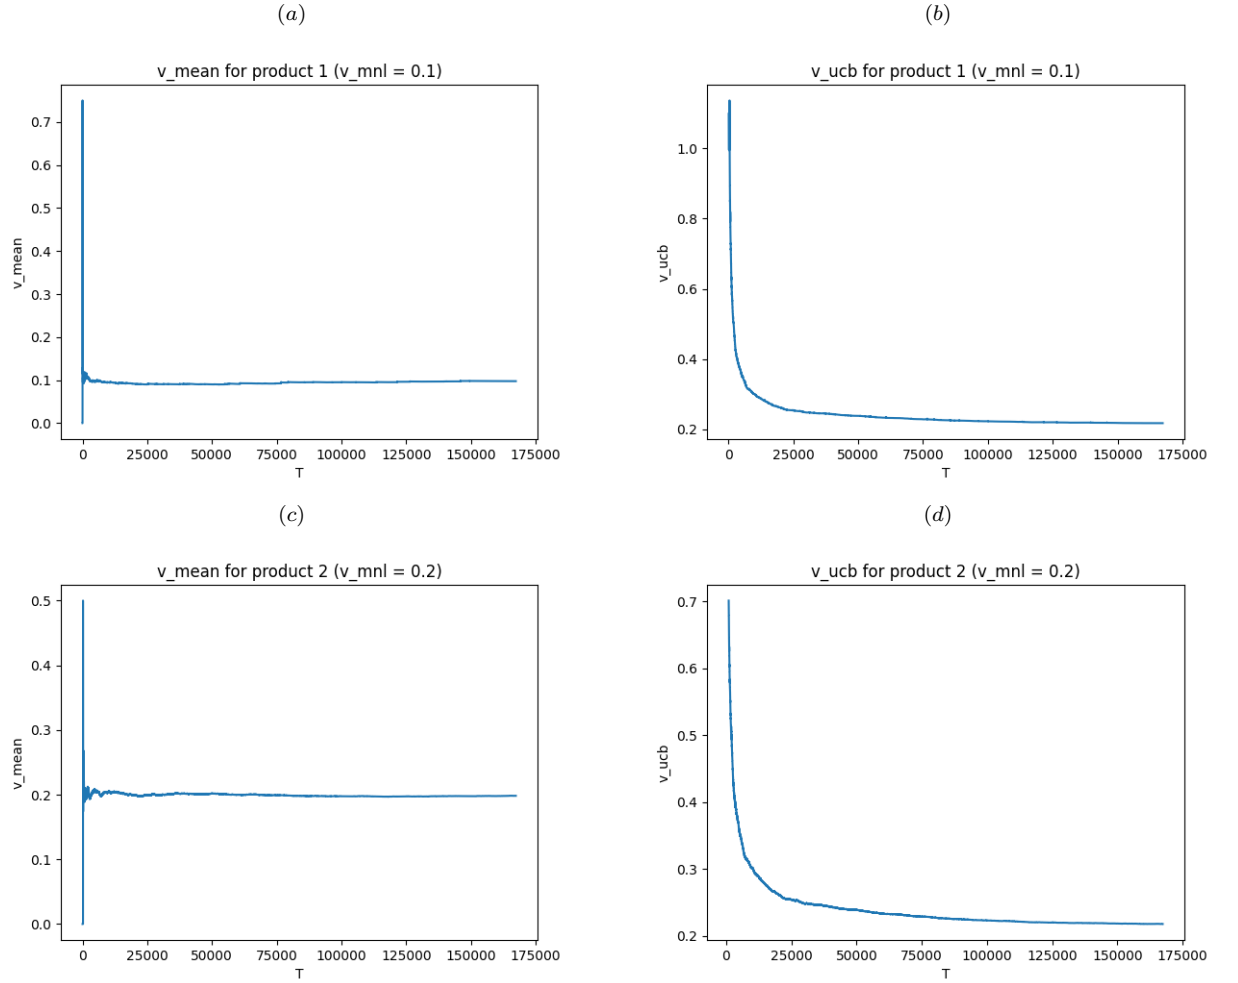 (a)
v_mean for product 1 (v_mnl = 0.1)
v_mean
0.7
0.6
0.5
0.4
0.3
0.2
0.1
0.0
0 25000 50000 75000 100000 125000 150000 175000
T
(b)
v_ucb for product 1 (v_mnl = 0.1)
v_ucb
1.0
0.8
0.6
0.4
0.2
0 25000 50000 75000 100000 125000 150000 175000
T
(c)
v_mean for product 2 (v_mnl = 0.2)
v_mean
0.5
0.4
0.3
0.2
0.1
0.0
0 25000 50000 75000 100000 125000 150000 175000
T
(d)
v_ucb for product 2 (v_mnl = 0.2)
v_ucb
0.7
0.6
0.5
0.4
0.3
0.2
0 25000 50000 75000 100000 125000 150000 175000
T